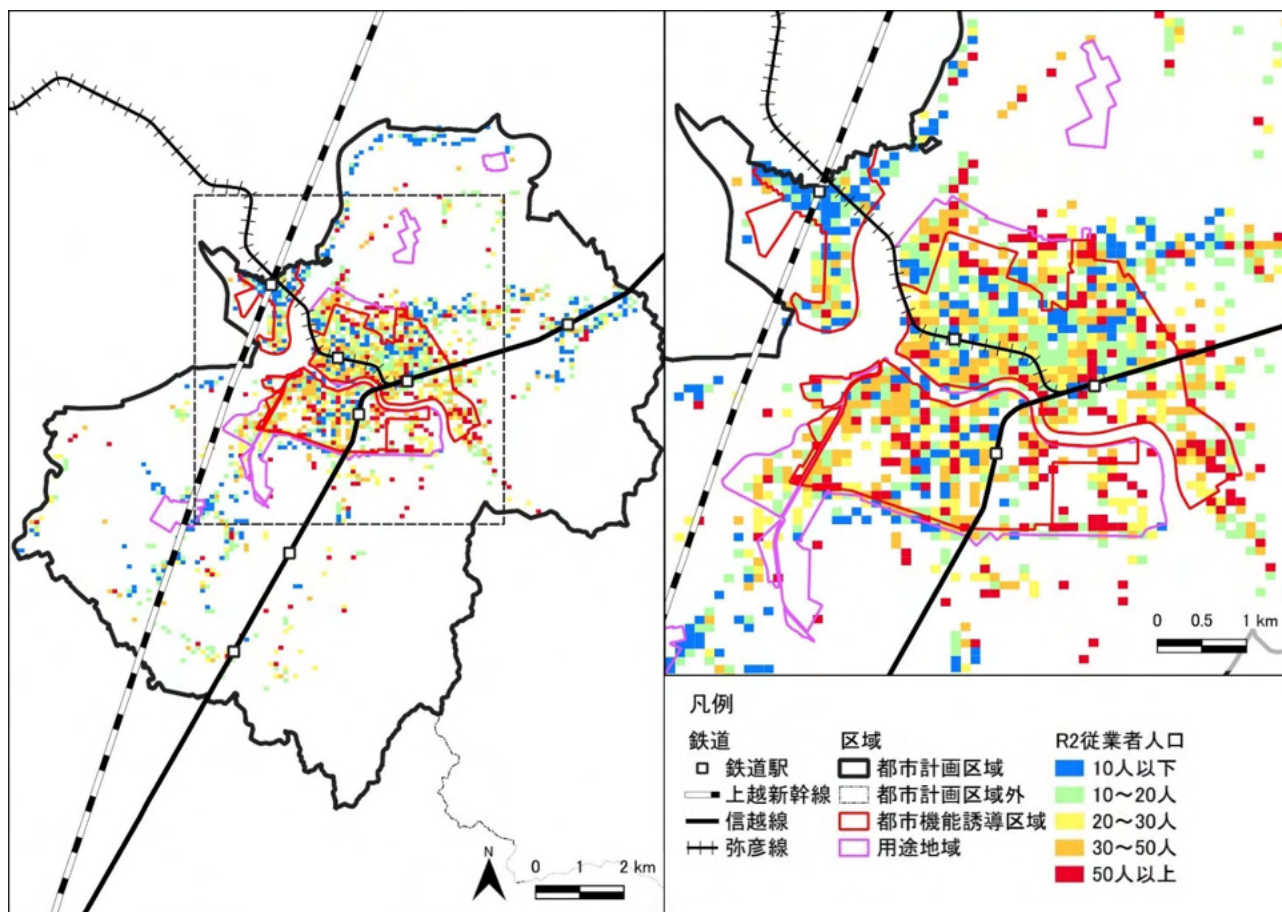 N
0 1 2 km
0 0.5 1 km
凡例
鉄道
鉄道駅
上越新幹線
信越線
弥彦線
区域
都市計画区域
都市計画区域外
都市機能誘導区域
用途地域
R2従業者人口
10人以下
10～20人
20～30人
30～50人
50人以上